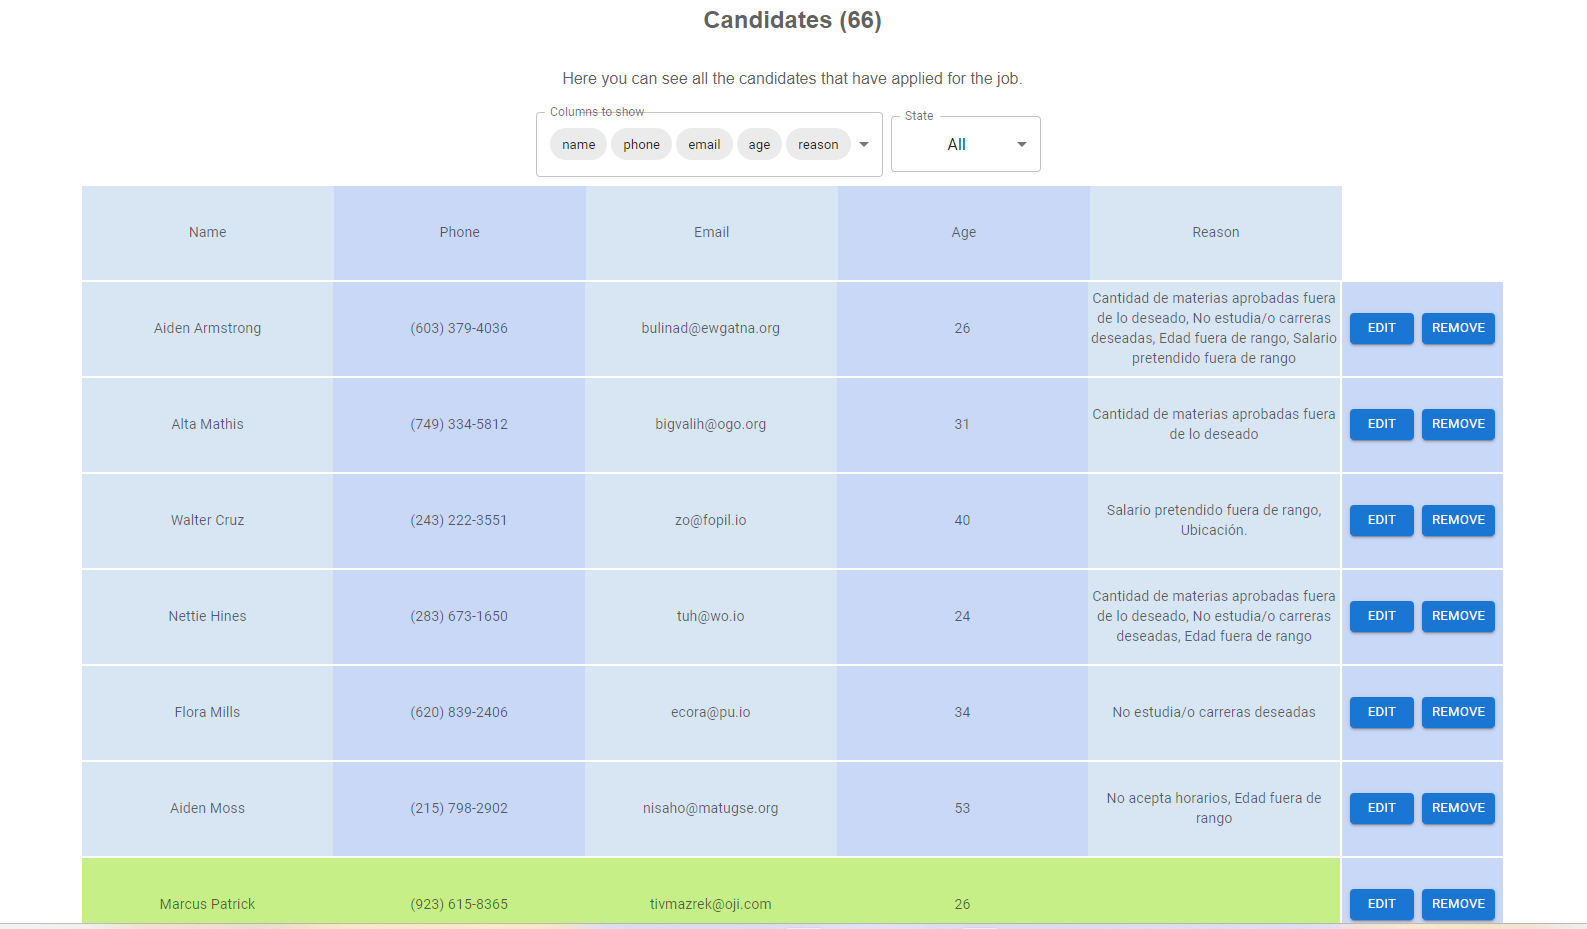 Candidates (66)
Here you can see all the candidates that have applied for the job.
Columns to show
name phone email age reason
State
All
Name Phone Email Age Reason
Aiden Armstrong (603) 379-4036 bulinad@ewgatna.org 26
Cantidad de materias aprobadas fuera
de lo deseado, No estudia/o carreras
deseadas, Edad fuera de rango, Salario
pretendido fuera de rango
EDIT REMOVE
Alta Mathis (749) 334-5812 bigvalih@ogo.org 31
Cantidad de materias aprobadas fuera
de lo deseado
EDIT REMOVE
Walter Cruz (243) 222-3551 zo@fopil.io 40
Salario pretendido fuera de rango,
Ubicación.
EDIT REMOVE
Nettie Hines (283) 673-1650 tuh@wo.io 24
Cantidad de materias aprobadas fuera
de lo deseado, No estudia/o carreras
deseadas, Edad fuera de rango
EDIT REMOVE
Flora Mills (620) 839-2406 ecora@pu.io 34 No estudia/o carreras deseadas EDIT REMOVE
Aiden Moss (215) 798-2902 nisaho@matugse.org 53
No acepta horarios, Edad fuera de
rango
EDIT REMOVE
Marcus Patrick (923) 615-8365 tivmazrek@oji.com 26 EDIT REMOVE